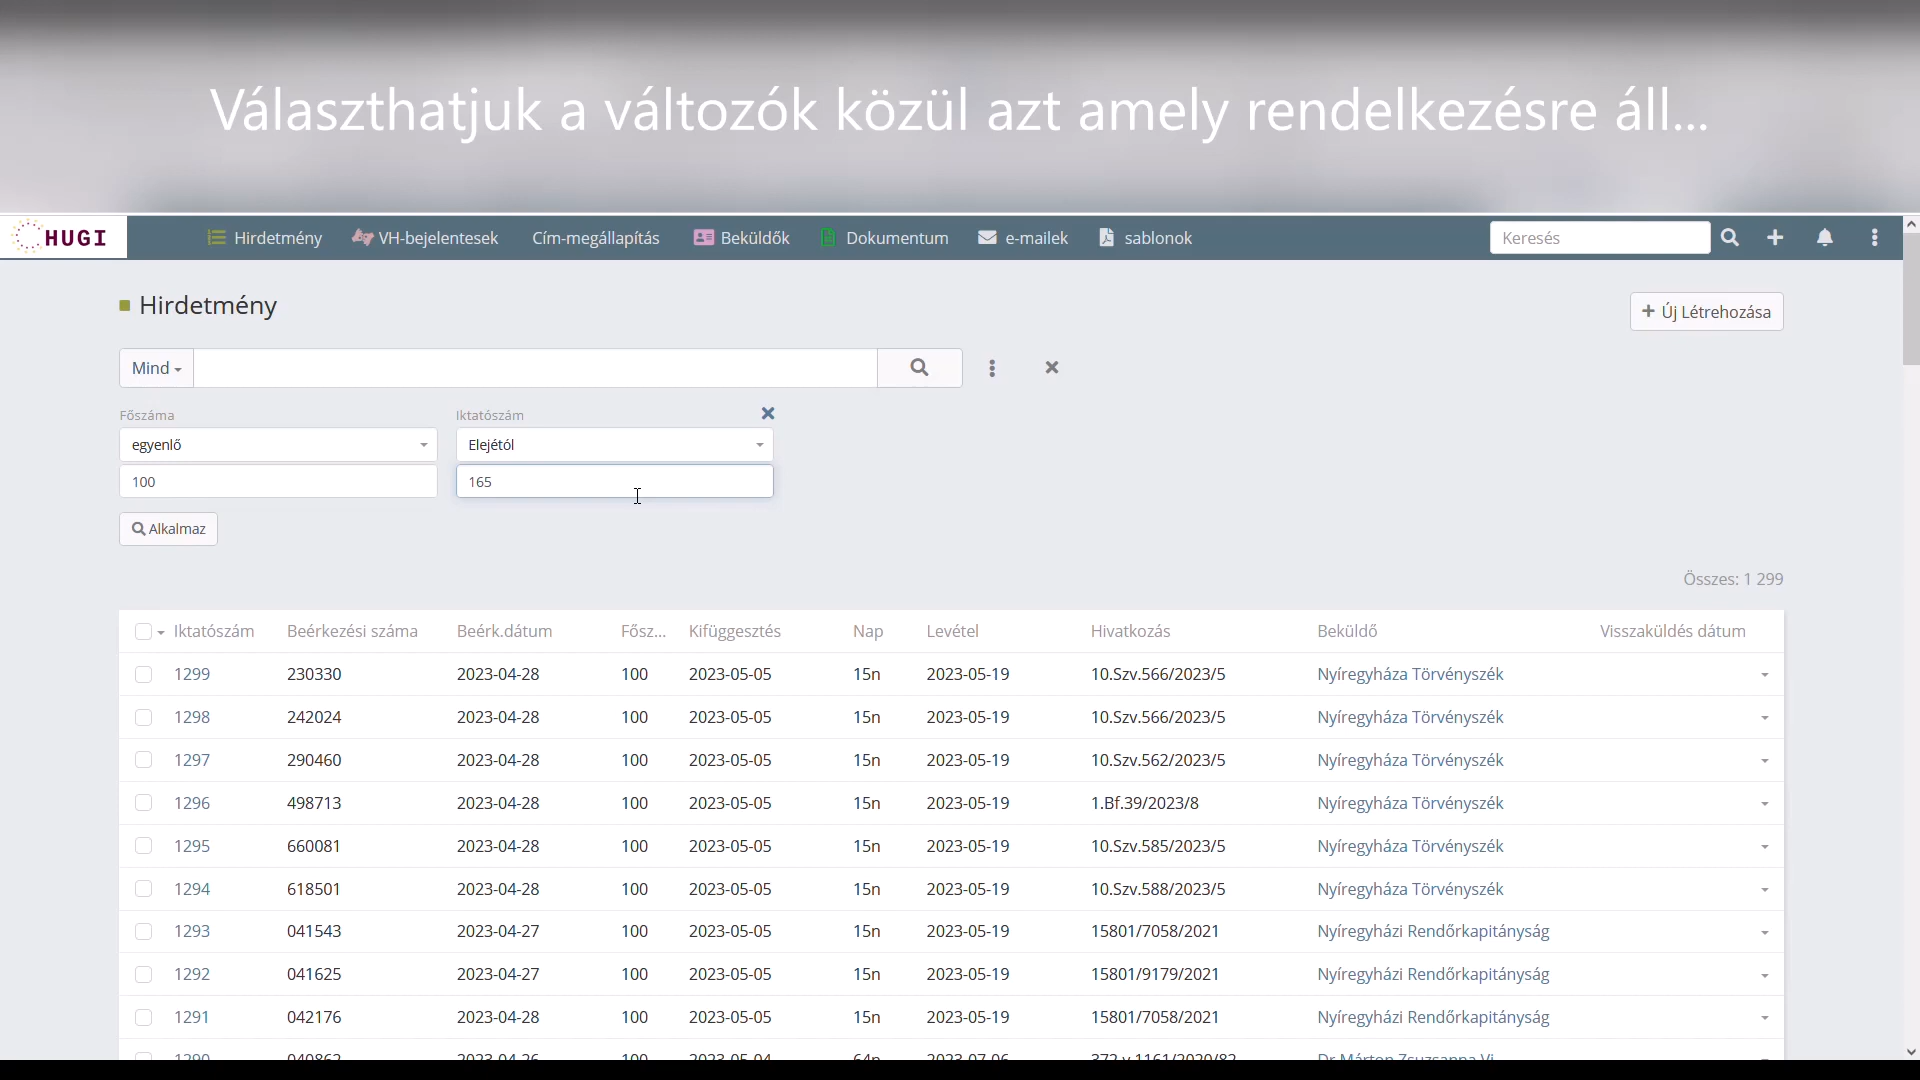 Választhatjuk a változók közül azt amely rendelkezésre áll...
HUGI Hirdetmény VH-bejelentesek Cím-megállapítás Beküldők Dokumentum e-mailek sablonok Keresés
Hirdetmény
+ Új Létrehozása
Mind
Főszáma Iktatószám
egyenlő Elejétől
100 165
Alkalmaz
Összes: 1 299
Iktatószám Beérkezési száma Beérk.dátum Fősz... Kifüggesztés Nap Levétel Hivatkozás Beküldő Visszaküldés dátum
1299 230330 2023-04-28 100 2023-05-05 15n 2023-05-19 10.Szv.566/2023/5 Nyíregyháza Törvényszék
1298 242024 2023-04-28 100 2023-05-05 15n 2023-05-19 10.Szv.566/2023/5 Nyíregyháza Törvényszék
1297 290460 2023-04-28 100 2023-05-05 15n 2023-05-19 10.Szv.562/2023/5 Nyíregyháza Törvényszék
1296 498713 2023-04-28 100 2023-05-05 15n 2023-05-19 1.Bf.39/2023/8 Nyíregyháza Törvényszék
1295 660081 2023-04-28 100 2023-05-05 15n 2023-05-19 10.Szv.585/2023/5 Nyíregyháza Törvényszék
1294 618501 2023-04-28 100 2023-05-05 15n 2023-05-19 10.Szv.588/2023/5 Nyíregyháza Törvényszék
1293 041543 2023-04-27 100 2023-05-05 15n 2023-05-19 15801/7058/2021 Nyíregyházi Rendőrkapitányság
1292 041625 2023-04-27 100 2023-05-05 15n 2023-05-19 15801/9179/2021 Nyíregyházi Rendőrkapitányság
1291 042176 2023-04-28 100 2023-05-05 15n 2023-05-19 15801/7058/2021 Nyíregyházi Rendőrkapitányság
1290 2023-04-26 100 2023-05-04 64n 2023-07-06